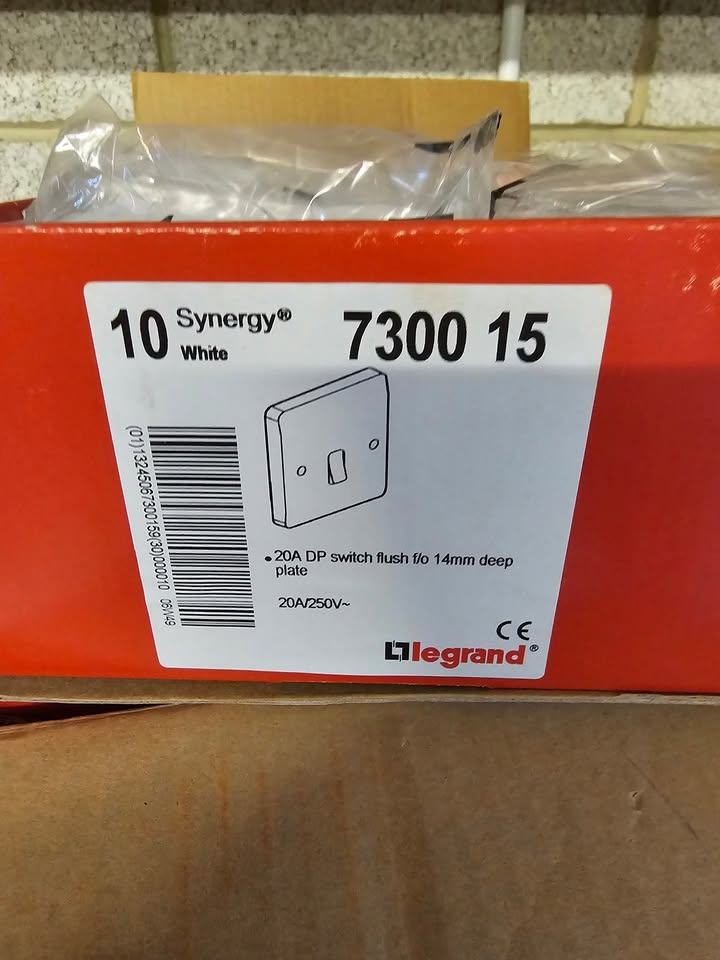 10 Synergy® 7300 15
White
(01)13245067300159(30)000010 06W49
• 20A DP switch flush f/o 14mm deep
plate
20A/250V~
CE
legrand®